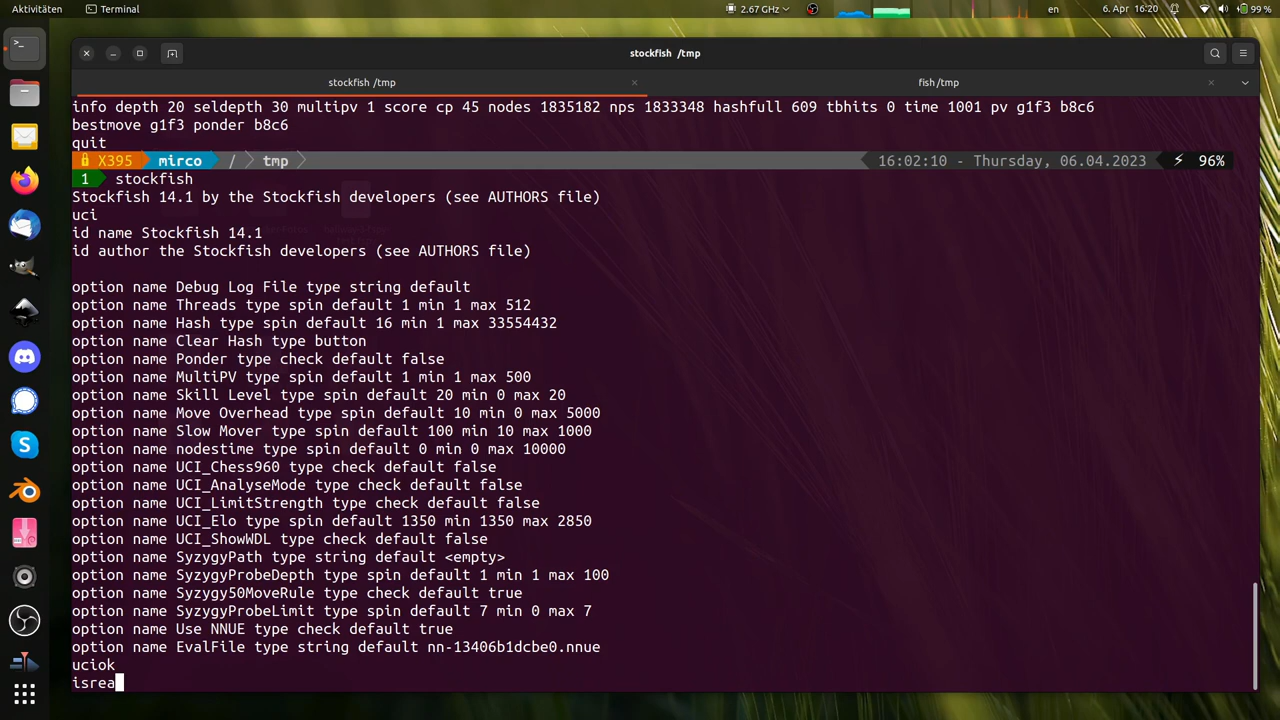 Aktivitäten
Terminal
2.67 GHz
en
6. Apr 16:20
99 %
stockfish /tmp
stockfish /tmp
fish /tmp
info depth 20 seldepth 30 multipv 1 score cp 45 nodes 1835182 nps 1833348 hashfull 609 tbhits 0 time 1001 pv g1f3 b8c6
bestmove g1f3 ponder b8c6
quit
X395 mirco / tmp 16:02:10 - Thursday, 06.04.2023 96%
1 stockfish
Stockfish 14.1 by the Stockfish developers (see AUTHORS file)
uci
id name Stockfish 14.1
id author the Stockfish developers (see AUTHORS file)
option name Debug Log File type string default
option name Threads type spin default 1 min 1 max 512
option name Hash type spin default 16 min 1 max 33554432
option name Clear Hash type button
option name Ponder type check default false
option name MultiPV type spin default 1 min 1 max 500
option name Skill Level type spin default 20 min 0 max 20
option name Move Overhead type spin default 10 min 0 max 5000
option name Slow Mover type spin default 100 min 10 max 1000
option name nodestime type spin default 0 min 0 max 10000
option name UCI_Chess960 type check default false
option name UCI_AnalyseMode type check default false
option name UCI_LimitStrength type check default false
option name UCI_Elo type spin default 1350 min 1350 max 2850
option name UCI_ShowWDL type check default false
option name SyzygyPath type string default <empty>
option name SyzygyProbeDepth type spin default 1 min 1 max 100
option name Syzygy50MoveRule type check default true
option name SyzygyProbeLimit type spin default 7 min 0 max 7
option name Use NNUE type check default true
option name EvalFile type string default nn-13406b1dcbe0.nnue
uciok
isrea